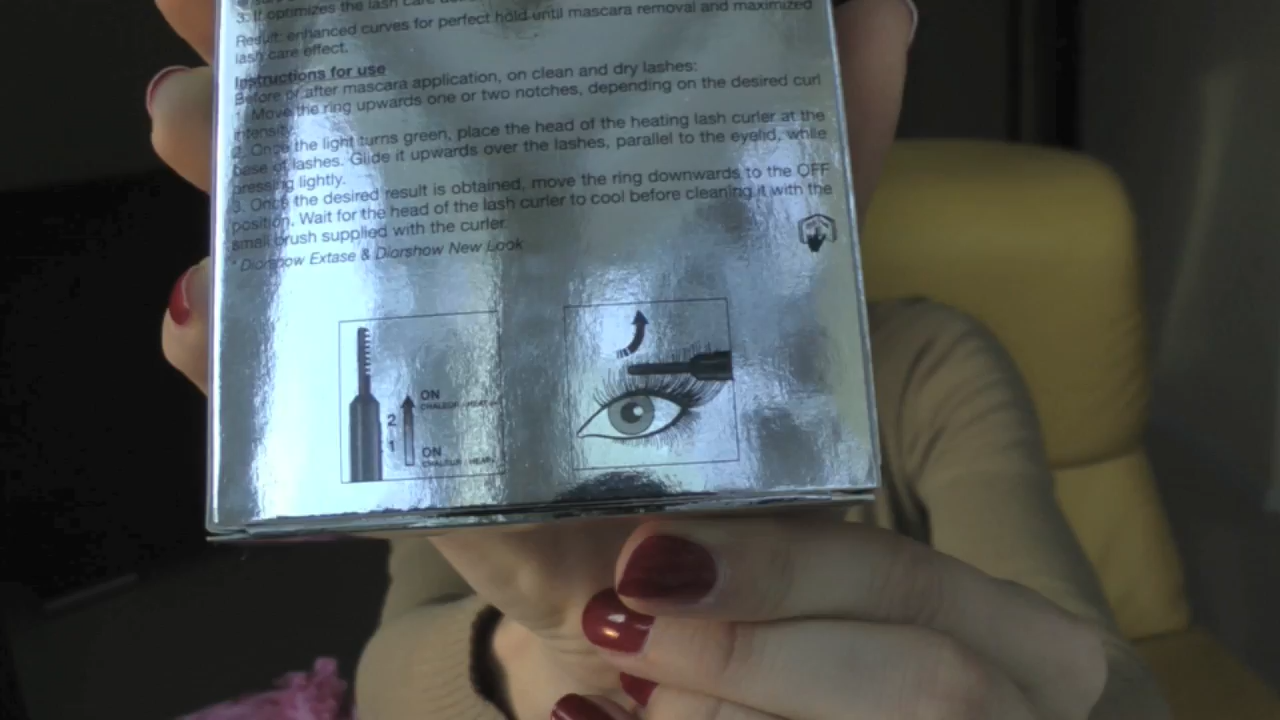 3. It optimizes the lash care
Result: enhanced curves for perfect hold until mascara removal and maximized
lash care effect.
Instructions for use
Before or after mascara application, on clean and dry lashes:
1. Move the ring upwards one or two notches, depending on the desired curl
intensity.
2. Once the light turns green, place the head of the heating lash curler at the
base of lashes. Glide it upwards over the lashes, parallel to the eyelid, while
pressing lightly.
3. Once the desired result is obtained, move the ring downwards to the OFF
position. Wait for the head of the lash curler to cool before cleaning it with the
small brush supplied with the curler.
* Diorshow Extase & Diorshow New Look
ON
CHALEUR / HEAT
2
1
ON
CHALEUR / HEAT